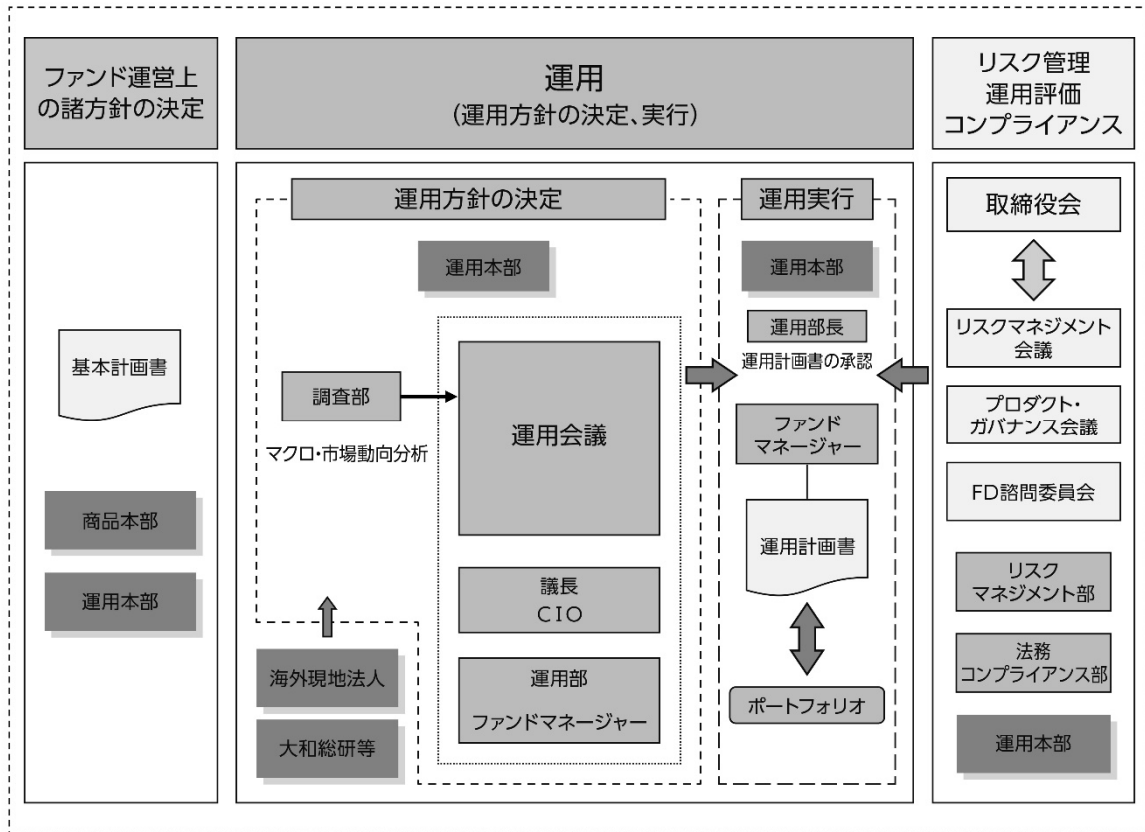 ファンド運営上
の諸方針の決定
基本計画書
商品本部
運用本部
運用
(運用方針の決定、実行)
運用方針の決定
運用本部
調査部
マクロ・市場動向分析
運用会議
議長
CIO
運用部
ファンドマネージャー
海外現地法人
大和総研等
運用実行
運用本部
運用部長
運用計画書の承認
ファンド
マネージャー
運用計画書
ポートフォリオ
リスク管理
運用評価
コンプライアンス
取締役会
リスクマネジメント
会議
プロダクト・
ガバナンス会議
FD諮問委員会
リスク
マネジメント部
法務
コンプライアンス部
運用本部